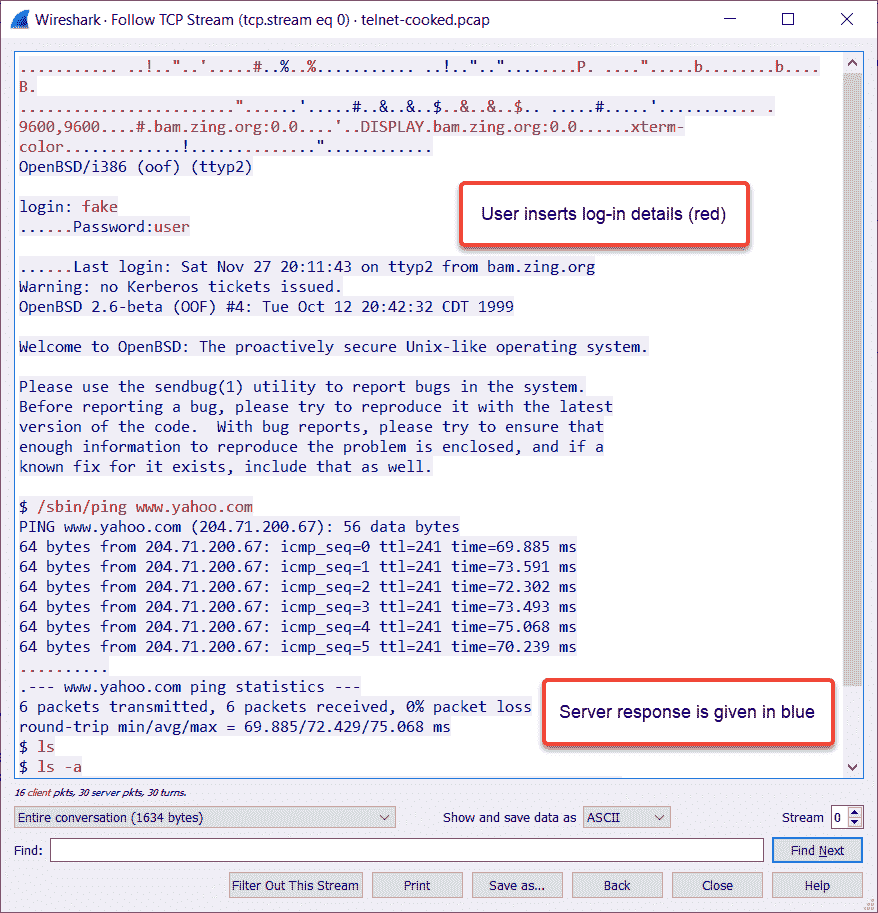 Wireshark · Follow TCP Stream (tcp.stream eq 0) · telnet-cooked.pcap
........... ..!.."..'.....#..%..%........... ..!..".."........P. ...."....b........b....
B.
........................"......'.....#..&..&..$..&..&..$.. .....#.....'........... .
9600,9600....#.bam.zing.org:0.0....'..DISPLAY.bam.zing.org:0.0......xterm-
color.............!.............."............
OpenBSD/i386 (oof) (ttyp2)
login: fake
......Password:user
User inserts log-in details (red)
......Last login: Sat Nov 27 20:11:43 on ttyp2 from bam.zing.org
Warning: no Kerberos tickets issued.
OpenBSD 2.6-beta (OOF) #4: Tue Oct 12 20:42:32 CDT 1999
Welcome to OpenBSD: The proactively secure Unix-like operating system.
Please use the sendbug(1) utility to report bugs in the system.
Before reporting a bug, please try to reproduce it with the latest
version of the code.  With bug reports, please try to ensure that
enough information to reproduce the problem is enclosed, and if a
known fix for it exists, include that as well.
$ /sbin/ping www.yahoo.com
PING www.yahoo.com (204.71.200.67): 56 data bytes
64 bytes from 204.71.200.67: icmp_seq=0 ttl=241 time=69.885 ms
64 bytes from 204.71.200.67: icmp_seq=1 ttl=241 time=73.591 ms
64 bytes from 204.71.200.67: icmp_seq=2 ttl=241 time=72.302 ms
64 bytes from 204.71.200.67: icmp_seq=3 ttl=241 time=73.493 ms
64 bytes from 204.71.200.67: icmp_seq=4 ttl=241 time=75.068 ms
64 bytes from 204.71.200.67: icmp_seq=5 ttl=241 time=70.239 ms
..........
.--- www.yahoo.com ping statistics ---
6 packets transmitted, 6 packets received, 0% packet loss
round-trip min/avg/max = 69.885/72.429/75.068 ms
Server response is given in blue
$ ls
$ ls -a
16 client pkts, 30 server pkts, 30 turns.
Entire conversation (1634 bytes) Show and save data as ASCII Stream 0
Find: Find Next
Filter Out This Stream Print Save as... Back Close Help